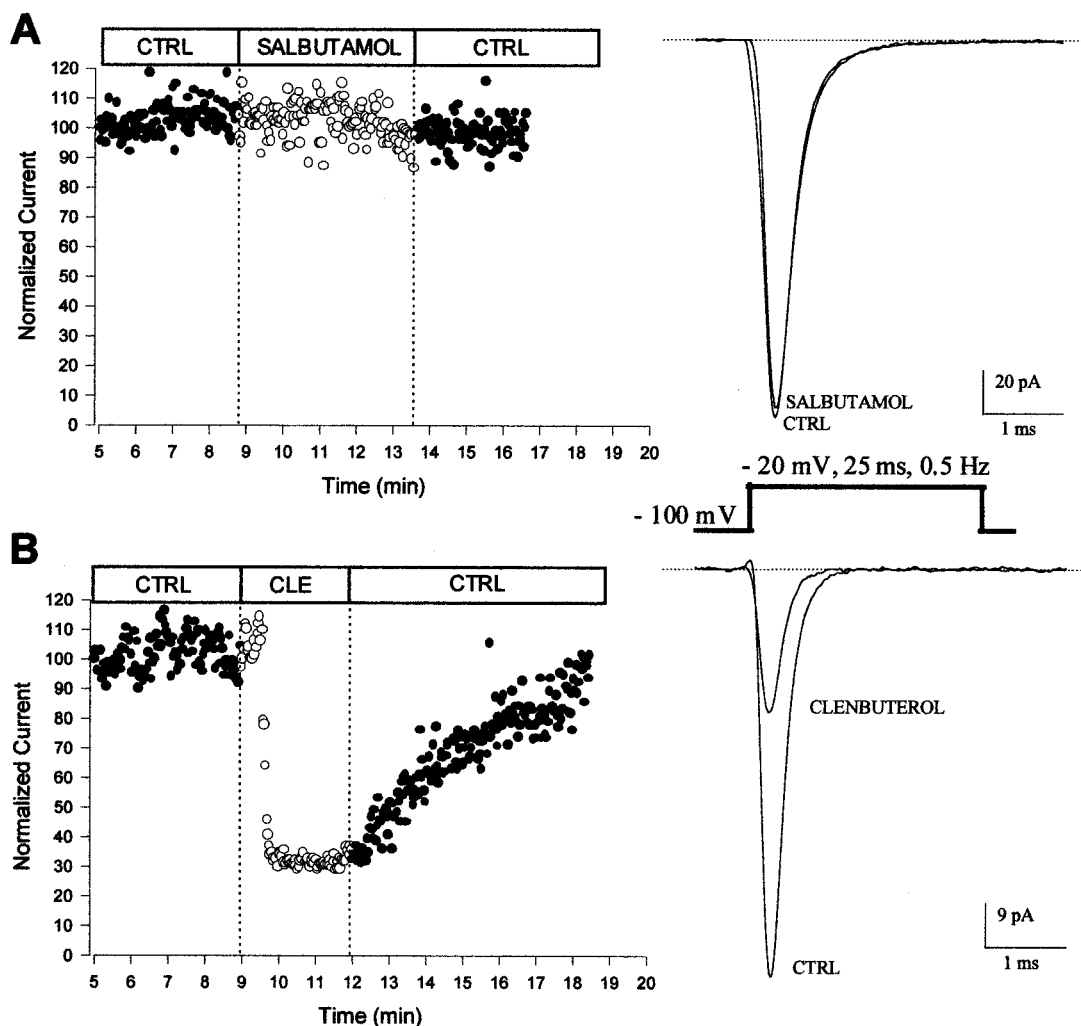 A
CTRL SALBUTAMOL CTRL
120
110
100
90
80
70
60
50
40
30
20
10
0
Normalized Current
5 6 7 8 9 10 11 12 13 14 15 16 17 18 19 20
Time (min)
SALBUTAMOL
CTRL
20 pA
1 ms
- 20 mV, 25 ms, 0.5 Hz
- 100 mV
B
CTRL CLE CTRL
120
110
100
90
80
70
60
50
40
30
20
10
0
Normalized Current
5 6 7 8 9 10 11 12 13 14 15 16 17 18 19 20
Time (min)
CLENBUTEROL
CTRL
9 pA
1 ms